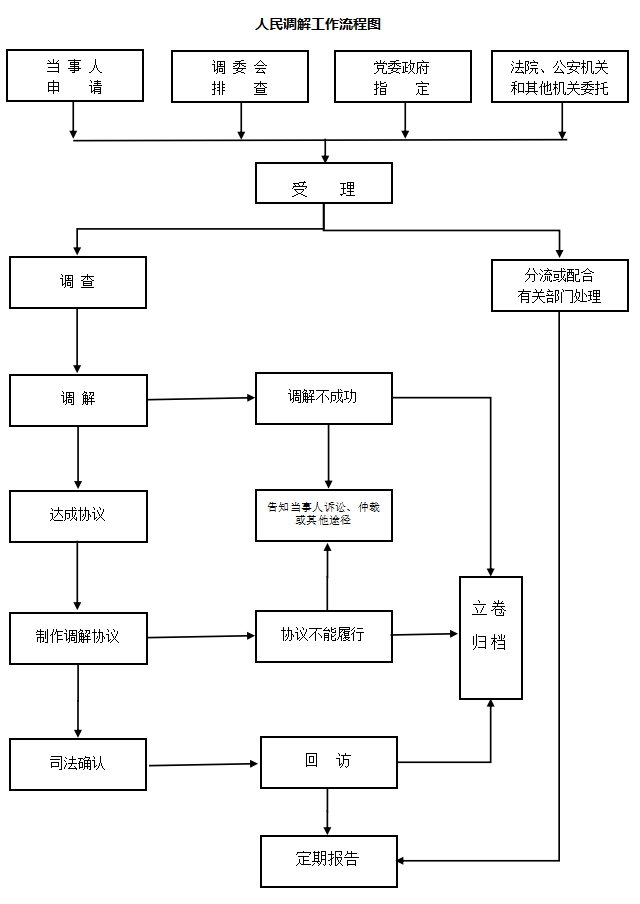 人民调解工作流程图
当事人
申请
调委会
排查
党委政府
指定
法院、公安机关
和其他机关委托
受理
调查
分流或配合
有关部门处理
调解
调解不成功
达成协议
告知当事人诉讼、仲裁
或其他途径
立卷
归档
制作调解协议
协议不能履行
司法确认
回访
定期报告